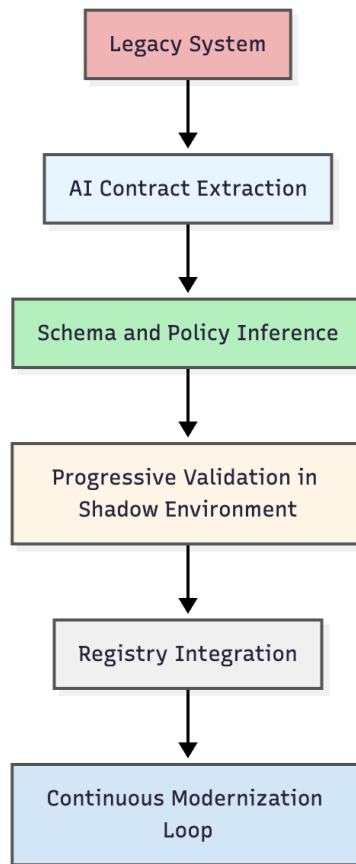 Legacy System
AI Contract Extraction
Schema and Policy Inference
Progressive Validation in
Shadow Environment
Registry Integration
Continuous Modernization
Loop